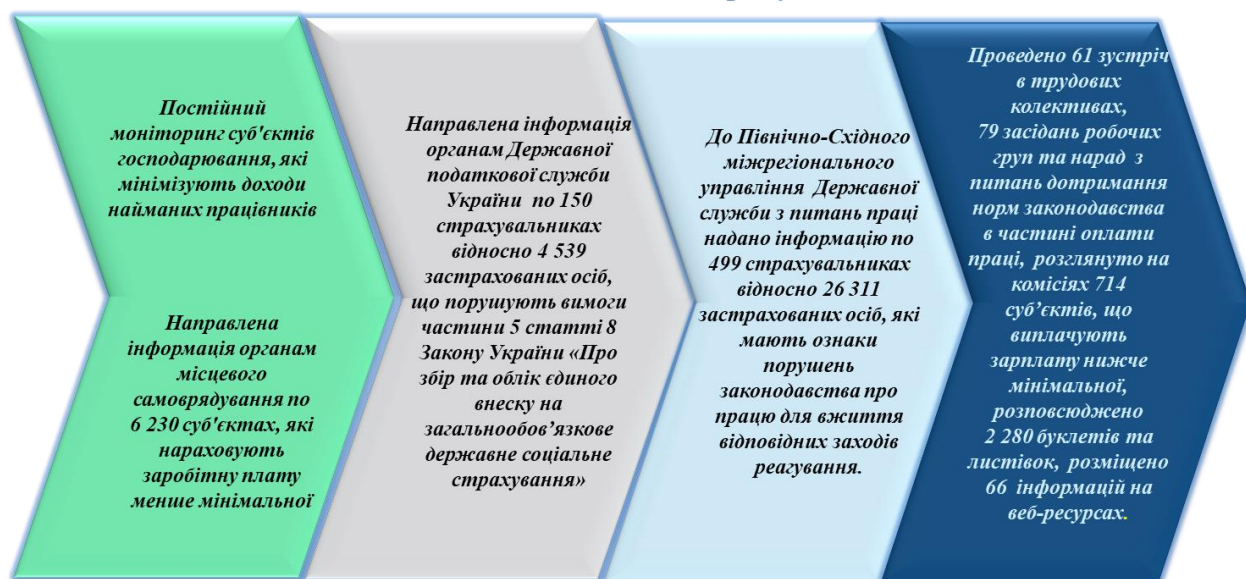 Постійний
моніторинг суб'єктів
господарювання, які
мінімізують доходи
найманих працівників
Направлена
інформація органам
місцевого
самоврядування по
6 230 суб'єктах, які
нараховують
заробітну плату
менше мінімальної
Направлена інформація
органам Державної
податкової служби
України по 150
страхувальниках
відносно 4 539
застрахованих осіб,
що порушують вимоги
частини 5 статті 8
Закону України «Про
збір та облік єдиного
внеску на
загальнообов’язкове
державне соціальне
страхування»
До Північно-Східного
міжрегіонального
управління Державної
служби з питань праці
надано інформацію по
499 страхувальниках
відносно 26 311
застрахованих осіб, які
мають ознаки
порушень
законодавства про
працю для вжиття
відповідних заходів
реагування.
Проведено 61 зустріч
в трудових
колективах,
79 засідань робочих
груп та нарад з
питань дотримання
норм законодавства
в частині оплати
праці, розглянуто на
комісіях 714
суб’єктів, що
виплачують
зарплату нижче
мінімальної,
розповсюджено
2 280 буклетів та
листівок, розміщено
66 інформацій на
веб-ресурсах.